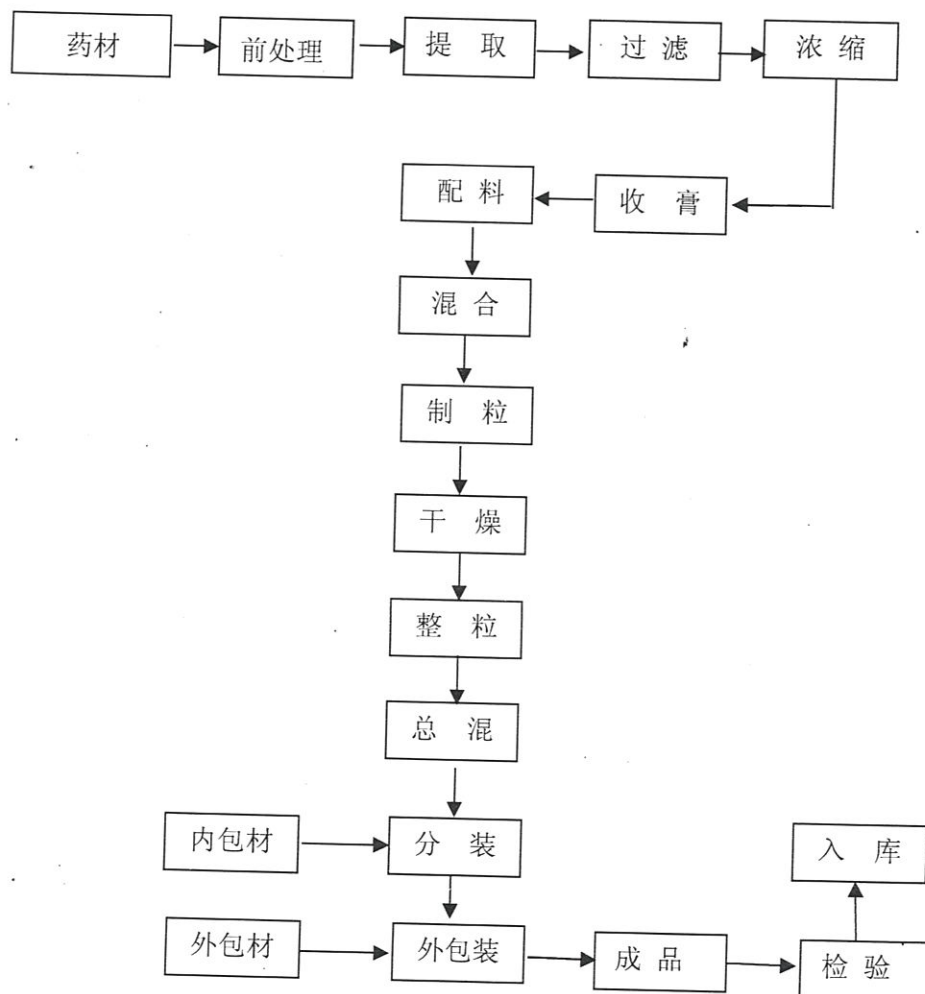 药材 前处理 提 取 过 滤 浓 缩
配 料 收 膏
混 合
制 粒
干 燥
整 粒
总 混
内包材 分 装 入 库
外包材 外包装 成 品 检 验